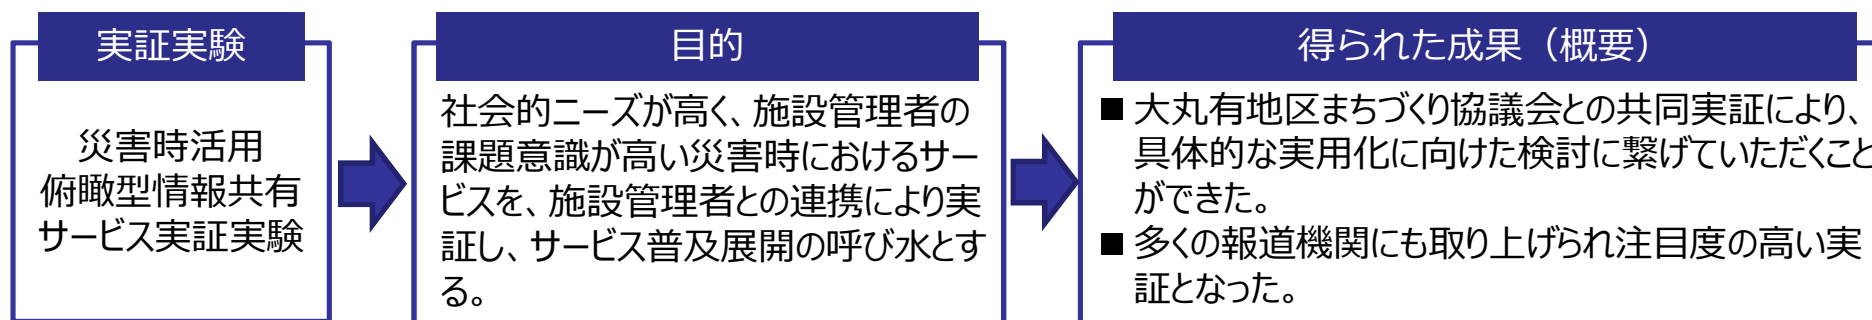 実証実験
災害時活用
俯瞰型情報共有
サービス実証実験
目的
社会的ニーズが高く、施設管理者の
課題意識が高い災害時におけるサー
ビスを、施設管理者との連携により実
証し、サービス普及展開の呼び水とす
る。
得られた成果（概要）
■ 大丸有地区まちづくり協議会との共同実証により、
具体的な実用化に向けた検討に繋げていただくこと
ができた。
■ 多くの報道機関にも取り上げられ注目度の高い実
証となった。